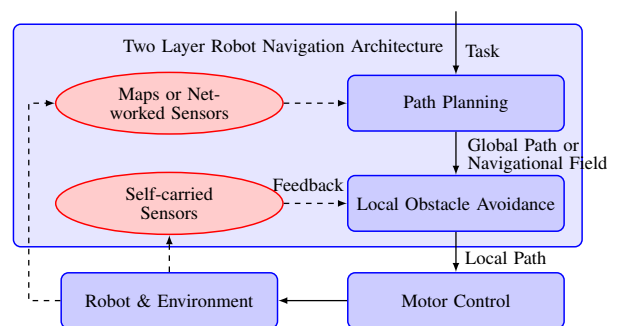 Two Layer Robot Navigation Architecture
Task
Maps or Net-
worked Sensors
Path Planning
Global Path or
Navigational Field
Self-carried
Sensors
Feedback
Local Obstacle Avoidance
Local Path
Robot & Environment
Motor Control